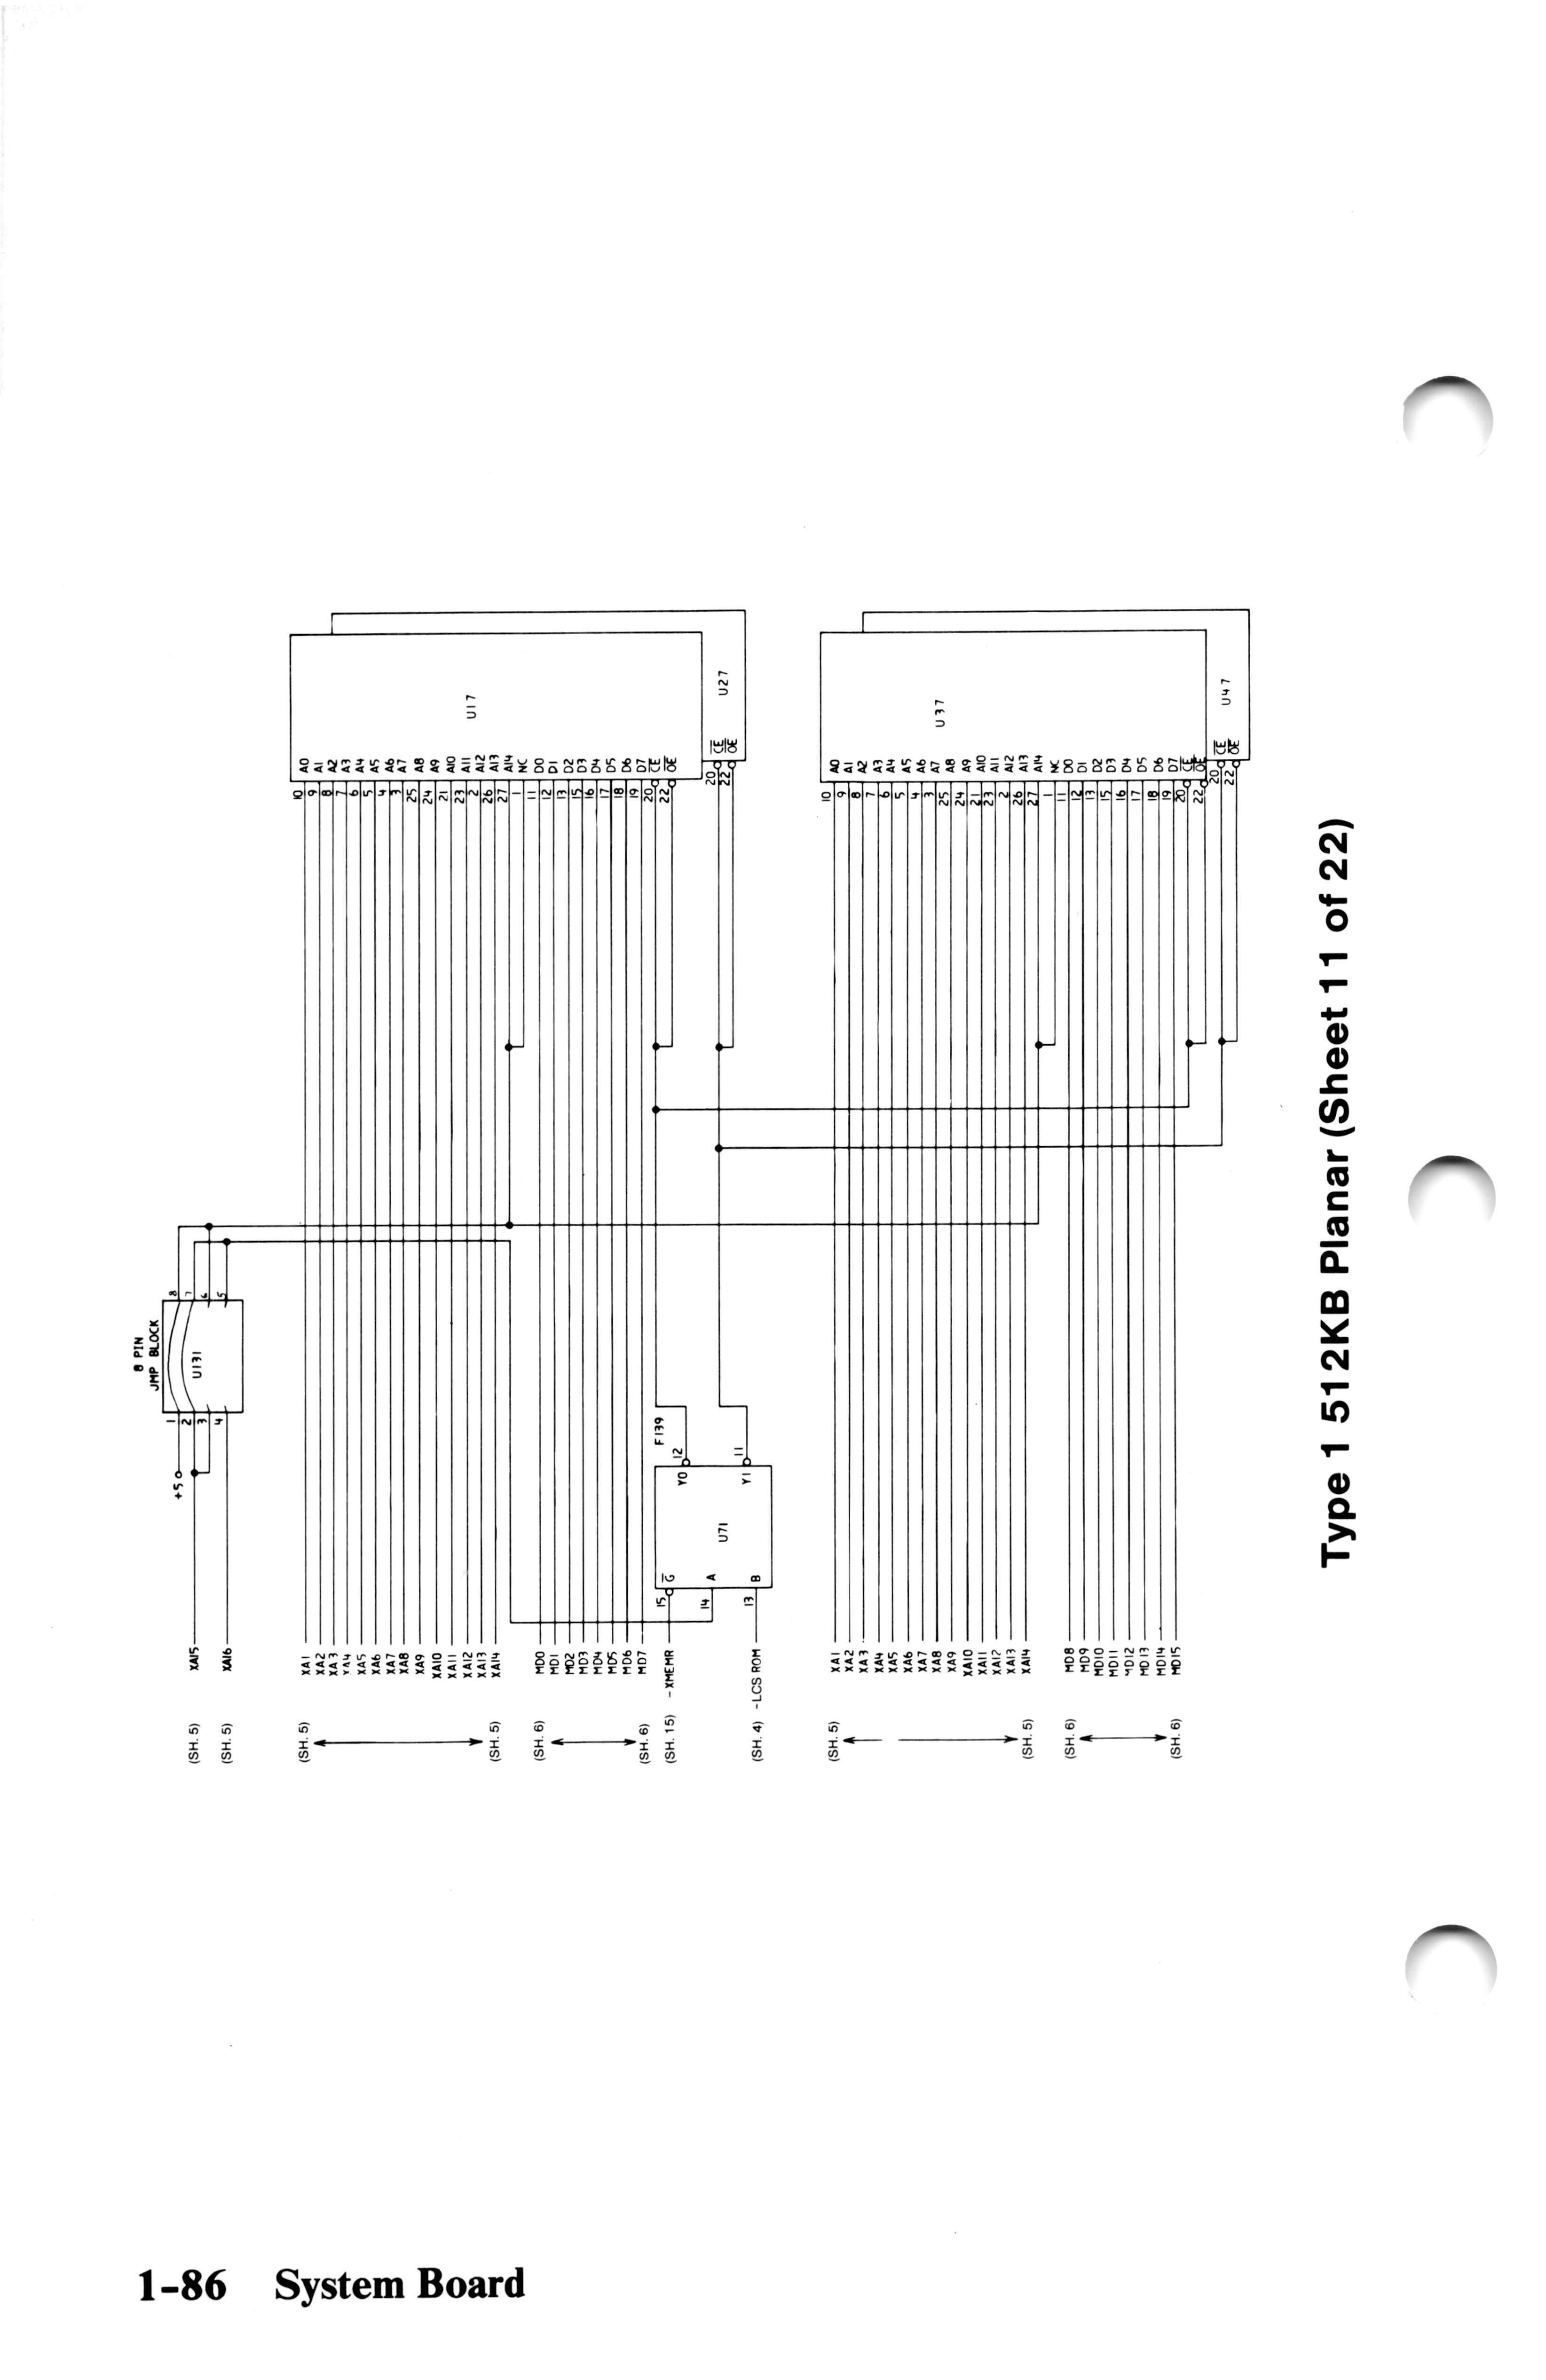 8 PIN
JMP BLOCK
U131
1
2
3
4
8
7
6
5
+5
(SH. 5) XA15
(SH. 5) XA16
(SH. 5) XA1
XA2
XA3
XA4
XA5
XA6
XA7
XA8
XA9
XA10
XA11
XA12
XA13
(SH. 5) XA14
(SH. 6) MD0
MD1
MD2
MD3
MD4
MD5
MD6
(SH. 6) MD7
(SH. 15) -XMEMR
(SH. 4) -LCS ROM
15 G
14 A
13 B
U71
F139
Y0 12
Y1 11
10 A0
9 A1
8 A2
7 A3
6 A4
5 A5
4 A6
3 A7
25 A8
24 A9
21 A10
23 A11
2 A12
26 A13
27 A14
1 NC
11 D0
12 D1
13 D2
15 D3
16 D4
17 D5
18 D6
19 D7
20 CE
22 OE
U17
20 CE
22 OE
U27
(SH. 5) XA1
XA2
XA3
XA4
XA5
XA6
XA7
XA8
XA9
XA10
XA11
XA12
XA13
(SH. 5) XA14
(SH. 6) MD8
MD9
MD10
MD11
MD12
MD13
MD14
(SH. 6) MD15
10 A0
9 A1
8 A2
7 A3
6 A4
5 A5
4 A6
3 A7
25 A8
24 A9
21 A10
23 A11
2 A12
26 A13
27 A14
1 NC
11 D0
12 D1
13 D2
15 D3
16 D4
17 D5
18 D6
19 D7
20 CE
22 OE
U37
20 CE
22 OE
U47
Type 1 512KB Planar (Sheet 11 of 22)
1-86 System Board